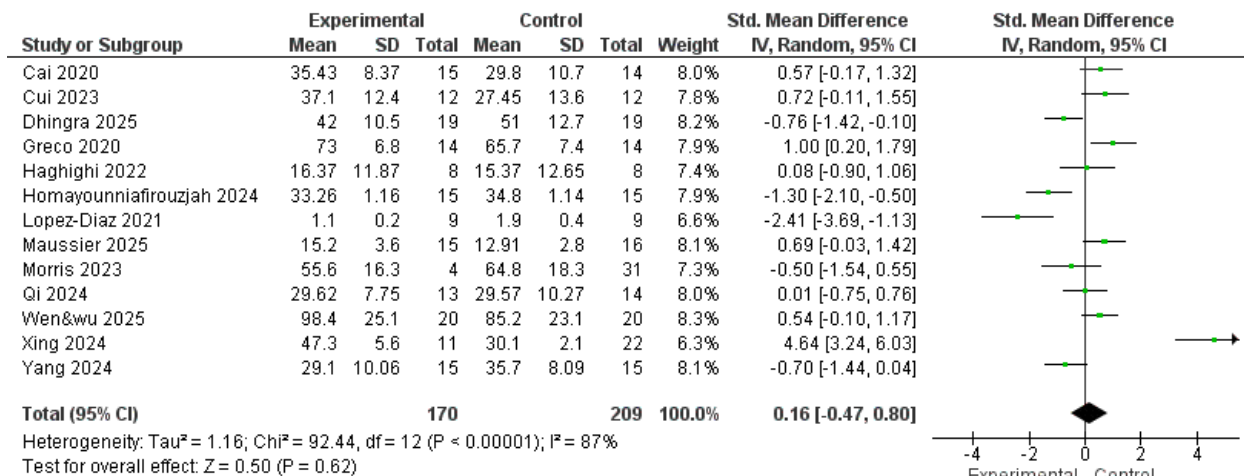 Experimental Control Std. Mean Difference Std. Mean Difference
Study or Subgroup Mean SD Total Mean SD Total Weight IV, Random, 95% CI IV, Random, 95% CI
Cai 2020 35.43 8.37 15 29.8 10.7 14 8.0% 0.57 [-0.17, 1.32]
Cui 2023 37.1 12.4 12 27.45 13.6 12 7.8% 0.72 [-0.11, 1.55]
Dhingra 2025 42 10.5 19 51 12.7 19 8.2% -0.76 [-1.42, -0.10]
Greco 2020 73 6.8 14 65.7 7.4 14 7.9% 1.00 [0.20, 1.79]
Haghighi 2022 16.37 11.87 8 15.37 12.65 8 7.4% 0.08 [-0.90, 1.06]
Homayounniafirouzjah 2024 33.26 1.16 15 34.8 1.14 15 7.9% -1.30 [-2.10, -0.50]
Lopez-Diaz 2021 1.1 0.2 9 1.9 0.4 9 6.6% -2.41 [-3.69, -1.13]
Maussier 2025 15.2 3.6 15 12.91 2.8 16 8.1% 0.69 [-0.03, 1.42]
Morris 2023 55.6 16.3 4 64.8 18.3 31 7.3% -0.50 [-1.54, 0.55]
Qi 2024 29.62 7.75 13 29.57 10.27 14 8.0% 0.01 [-0.75, 0.76]
Wen&wu 2025 98.4 25.1 20 85.2 23.1 20 8.3% 0.54 [-0.10, 1.17]
Xing 2024 47.3 5.6 11 30.1 2.1 22 6.3% 4.64 [3.24, 6.03]
Yang 2024 29.1 10.06 15 35.7 8.09 15 8.1% -0.70 [-1.44, 0.04]
Total (95% CI) 170 209 100.0% 0.16 [-0.47, 0.80]
Heterogeneity: Tau² = 1.16; Chi² = 92.44, df = 12 (P < 0.00001); I² = 87%
Test for overall effect: Z = 0.50 (P = 0.62)
-4 -2 0 2 4
Experimental Control